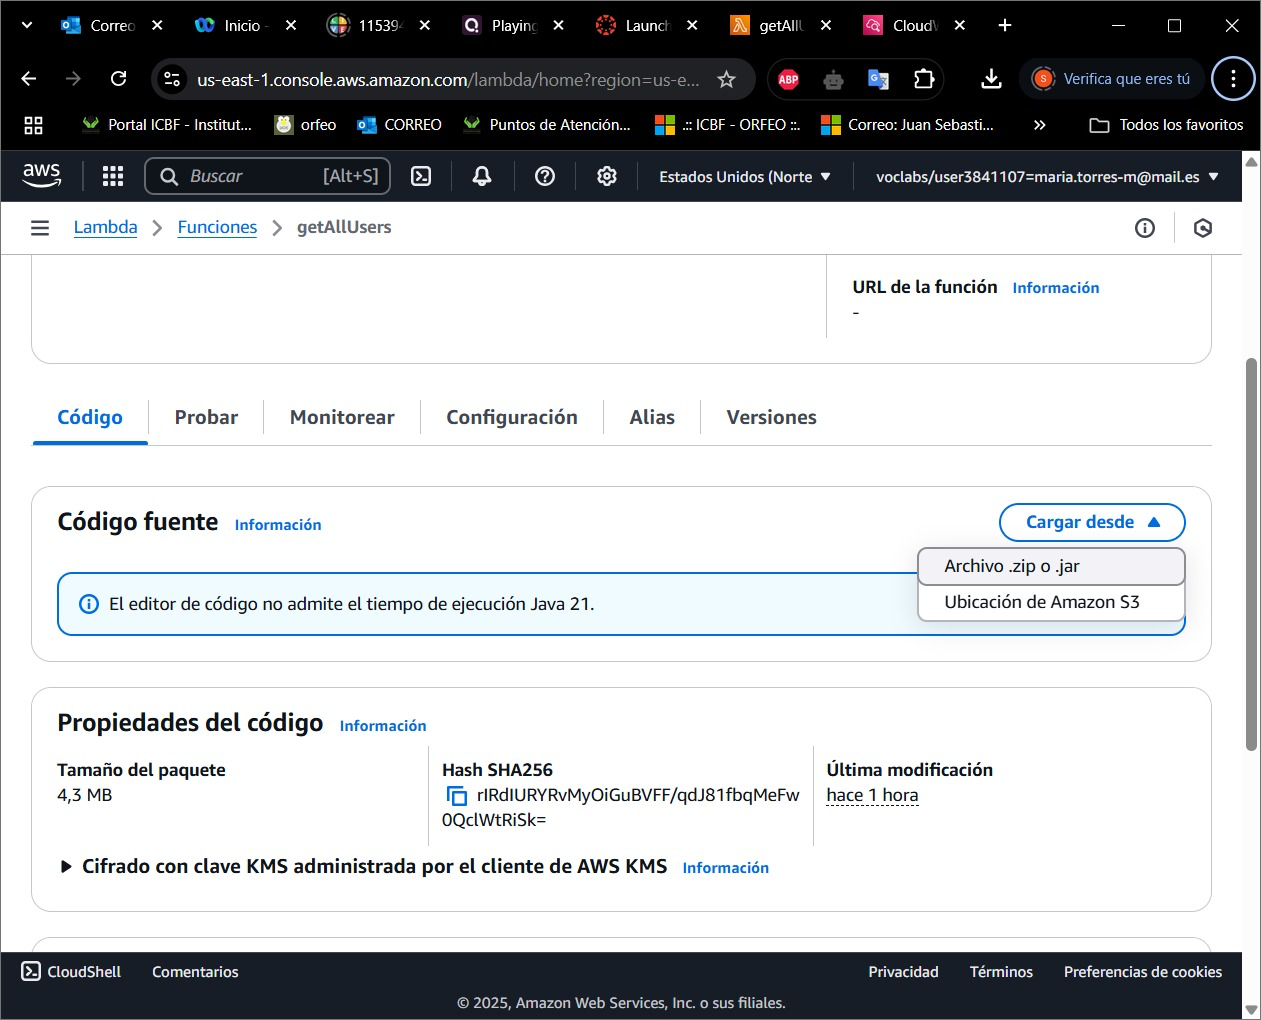 Correo
Inicio -
11539
Playing
Launch
getAllU
CloudW
us-east-1.console.aws.amazon.com/lambda/home?region=us-e...
ABP
S
Verifica que eres tú
Portal ICBF - Institut...
orfeo
CORREO
Puntos de Atención...
.:: ICBF - ORFEO ::.
Correo: Juan Sebasti...
»
Todos los favoritos
aws
Buscar
[Alt+S]
Estados Unidos (Norte
voclabs/user3841107=maria.torres-m@mail.es
Lambda
Funciones
getAllUsers
URL de la función
Información
-
Código
Probar
Monitorear
Configuración
Alias
Versiones
Código fuente
Información
Cargar desde
Archivo .zip o .jar
Ubicación de Amazon S3
El editor de código no admite el tiempo de ejecución Java 21.
Propiedades del código
Información
Tamaño del paquete
4,3 MB
Hash SHA256
rIRdIURYRvMyOiGuBVFF/qdJ81fbqMeFw
0QclWtRiSk=
Última modificación
hace 1 hora
Cifrado con clave KMS administrada por el cliente de AWS KMS
Información
CloudShell
Comentarios
Privacidad
Términos
Preferencias de cookies
© 2025, Amazon Web Services, Inc. o sus filiales.